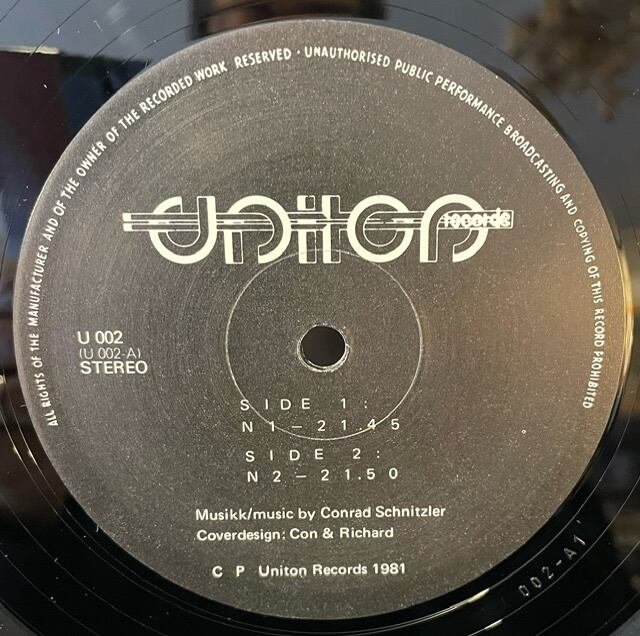 ALL RIGHTS OF THE MANUFACTURER AND OF THE OWNER OF THE RECORDED WORK RESERVED · UNAUTHORISED PUBLIC PERFORMANCE BROADCASTING AND COPYING OF THIS RECORD PROHIBITED
uniton records
U 002
(U 002-A)
STEREO
SIDE 1:
N1-21.45
SIDE 2:
N2-21.50
Musikk/music by Conrad Schnitzler
Coverdesign: Con & Richard
C P Uniton Records 1981
002-A1